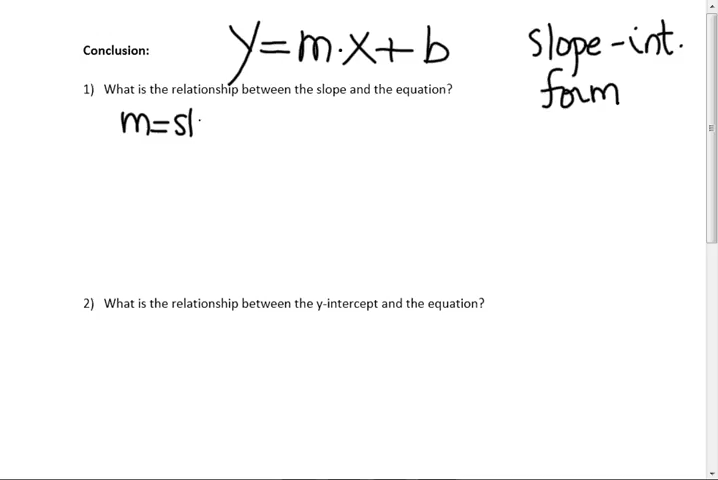 y=m·x+b
slope-int.
form
Conclusion:
1) What is the relationship between the slope and the equation?
m=sl
2) What is the relationship between the y-intercept and the equation?